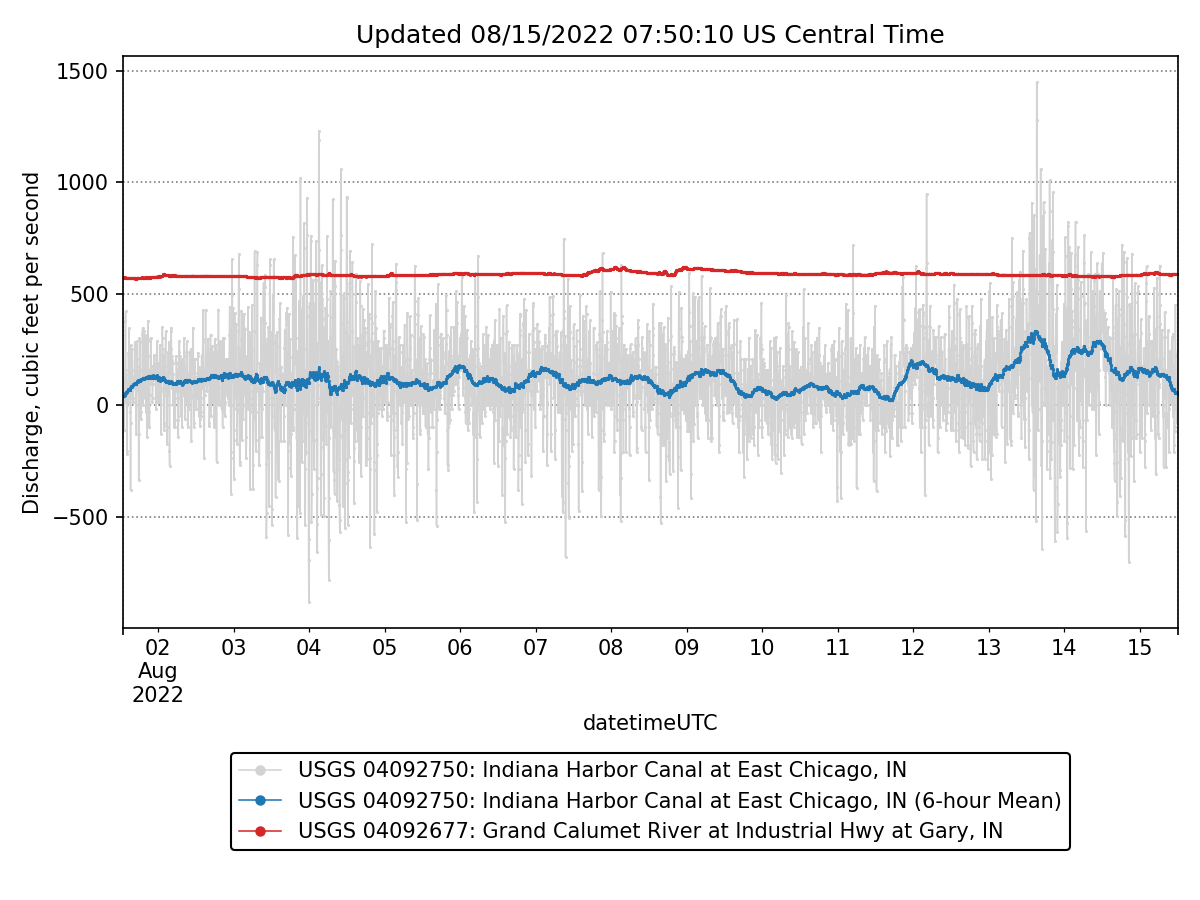 Updated 08/15/2022 07:50:10 US Central Time
Discharge, cubic feet per second
1500
1000
500
0
−500
02 03 04 05 06 07 08 09 10 11 12 13 14 15
Aug
2022
datetimeUTC
USGS 04092750: Indiana Harbor Canal at East Chicago, IN
USGS 04092750: Indiana Harbor Canal at East Chicago, IN (6-hour Mean)
USGS 04092677: Grand Calumet River at Industrial Hwy at Gary, IN